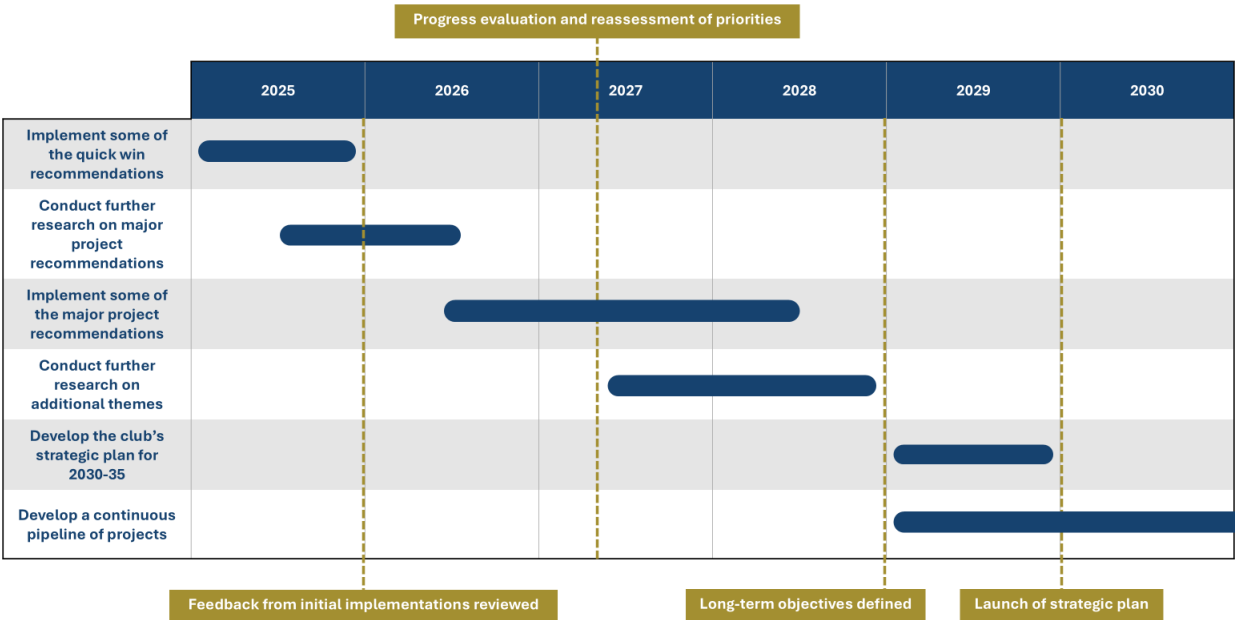 Progress evaluation and reassessment of priorities
2025
2026
2027
2028
2029
2030
Implement some of
the quick win
recommendations
Conduct further
research on major
project
recommendations
Implement some of
the major project
recommendations
Conduct further
research on
additional themes
Develop the club’s
strategic plan for
2030-35
Develop a continuous
pipeline of projects
Feedback from initial implementations reviewed
Long-term objectives defined
Launch of strategic plan